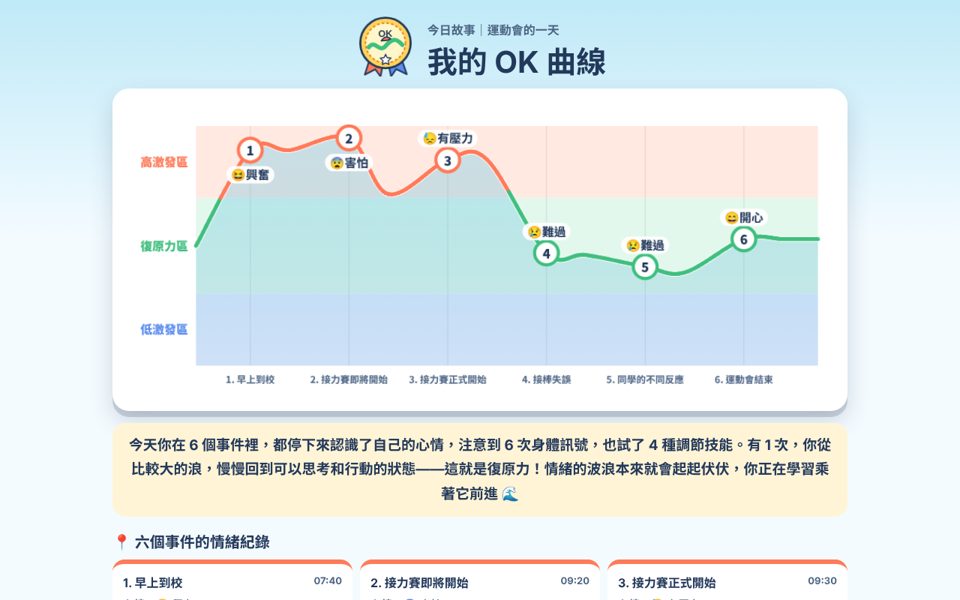 OK
今日故事｜運動會的一天
我的 OK 曲線
高激發區
復原力區
低激發區
1
😆興奮
2
😨害怕
😓有壓力
3
😢難過
4
😢難過
5
😄開心
6
1. 早上到校
2. 接力賽即將開始
3. 接力賽正式開始
4. 接棒失誤
5. 同學的不同反應
6. 運動會結束
今天你在 6 個事件裡，都停下來認識了自己的心情，注意到 6 次身體訊號，也試了 4 種調節技能。有 1 次，你從
比較大的浪，慢慢回到可以思考和行動的狀態——這就是復原力！情緒的波浪本來就會起起伏伏，你正在學習乘
著它前進 🌊
📍 六個事件的情緒紀錄
1. 早上到校 07:40
2. 接力賽即將開始 09:20
3. 接力賽正式開始 09:30